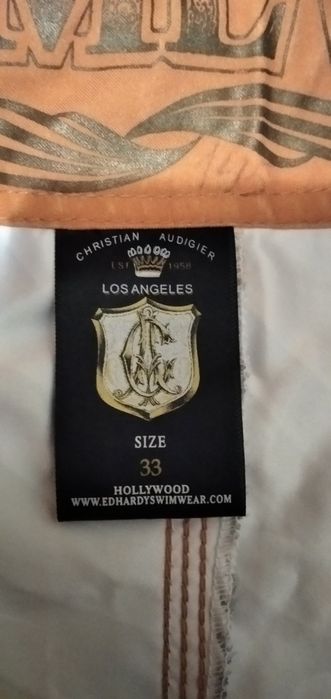 CHRISTIAN AUDIGIER
EST 1958
LOS ANGELES
SIZE
33
HOLLYWOOD
WWW.EDHARDYSWIMWEAR.COM